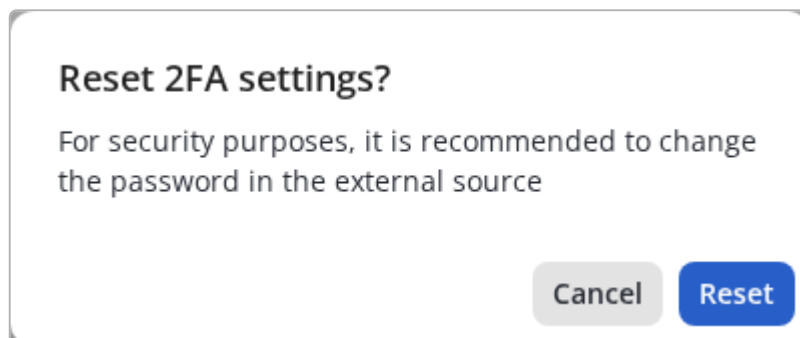 Reset 2FA settings?
For security purposes, it is recommended to change
the password in the external source
Cancel
Reset